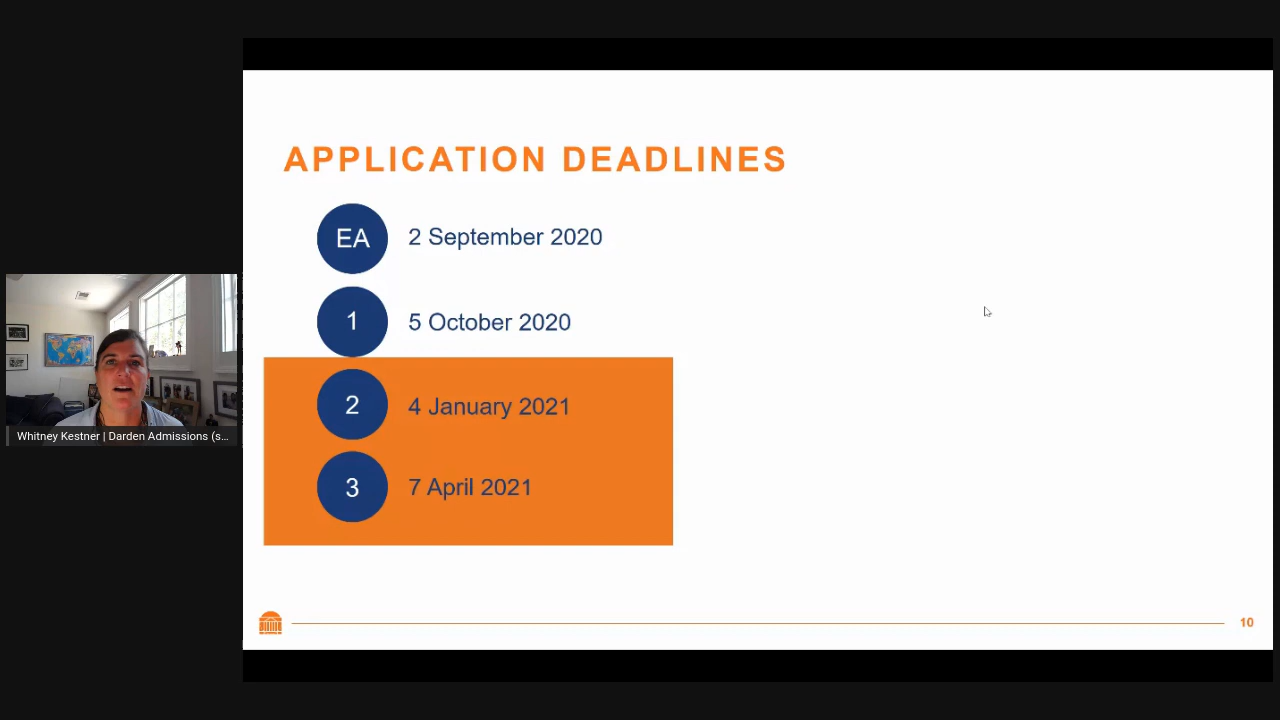 APPLICATION DEADLINES
EA 2 September 2020
1 5 October 2020
2 4 January 2021
3 7 April 2021
Whitney Kestner | Darden Admissions (s...
10